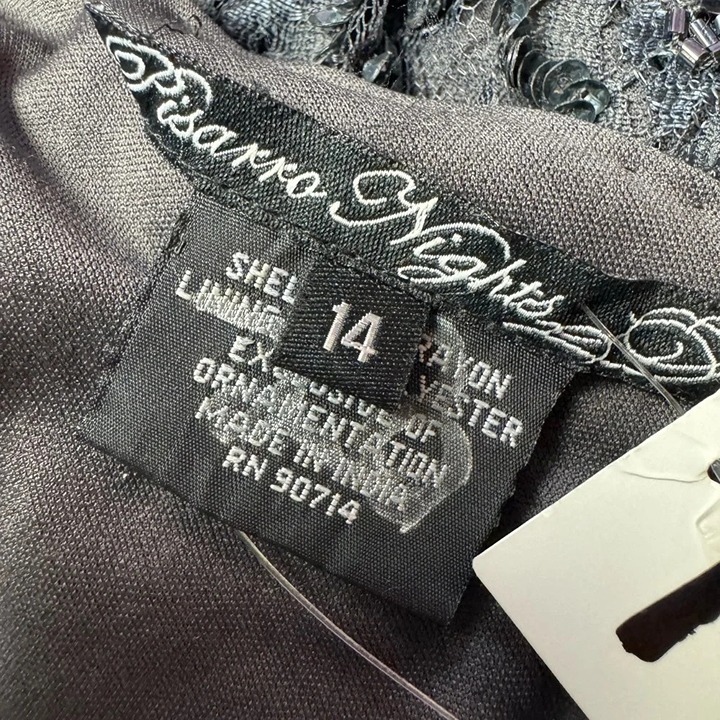 Pisarro Nights
14
SHEL RAYON
LINING YESTER
EXCLUSIVE OF
ORNAMENTATION
MADE IN INDIA
RN 90714